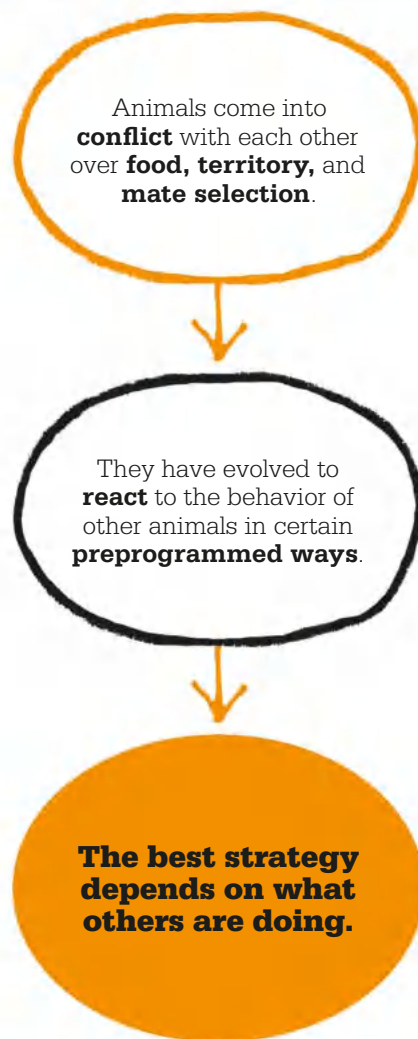 Animals come into
conflict with each other
over food, territory, and
mate selection.
They have evolved to
react to the behavior of
other animals in certain
preprogrammed ways.
The best strategy
depends on what
others are doing.